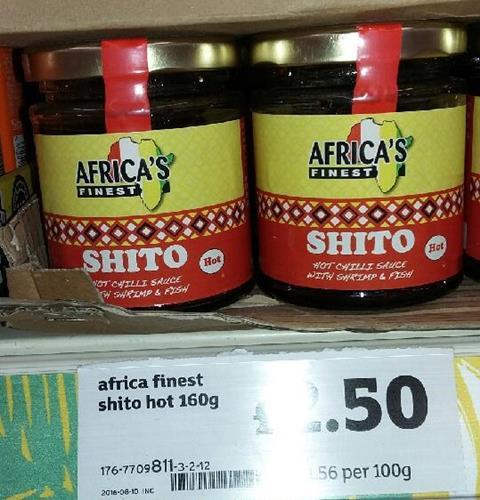 AFRICA'S
FINEST
SHITO
Hot
HOT CHILLI SAUCE
WITH SHRIMP & FISH
AFRICA'S
FINEST
SHITO
Hot
HOT CHILLI SAUCE
WITH SHRIMP & FISH
africa finest
shito hot 160g
.50
176-7709811-3-2-12
.56 per 100g
2016-08-10 INC